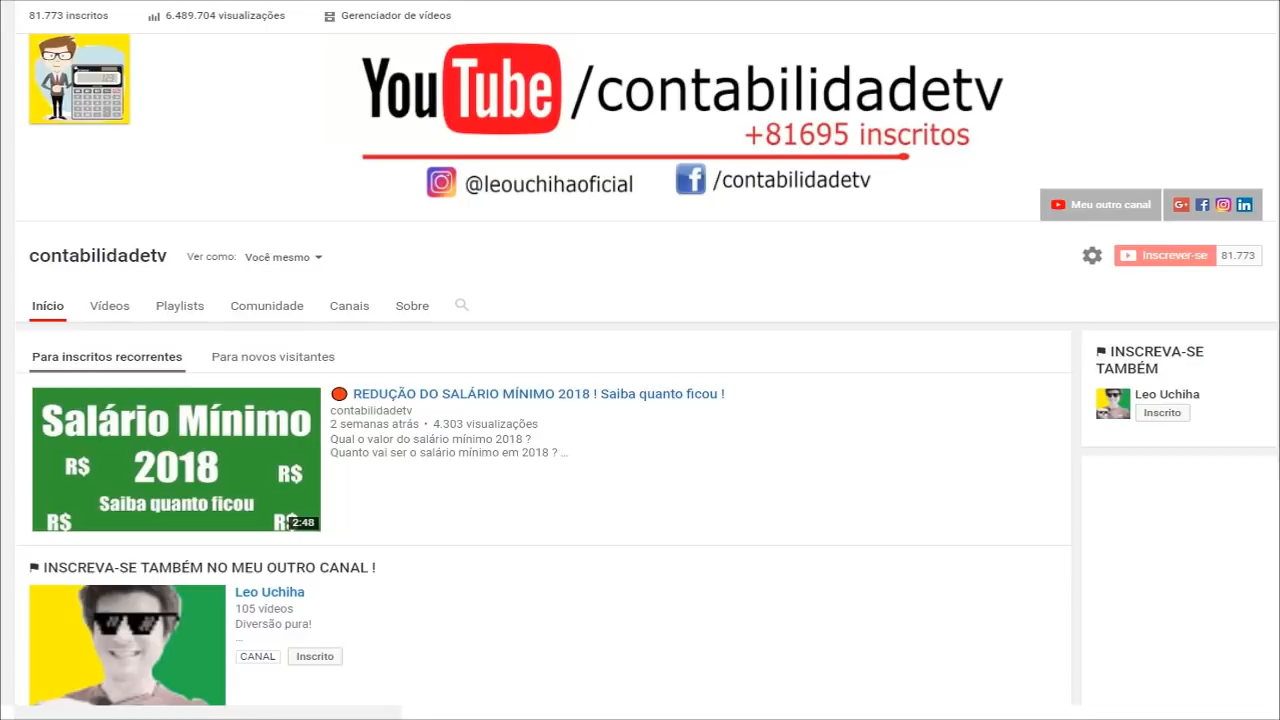 81.773 inscritos 6.489.704 visualizações Gerenciador de vídeos
YouTube/contabilidadetv
+81695 inscritos
@leouchihaoficial /contabilidadetv
Meu outro canal
contabilidadetv Ver como: Você mesmo Inscrever-se 81.773
Início Vídeos Playlists Comunidade Canais Sobre
Para inscritos recorrentes Para novos visitantes
Salário Mínimo
R$ 2018 R$
Saiba quanto ficou
R$ R$ 2:48
REDUÇÃO DO SALÁRIO MÍNIMO 2018 ! Saiba quanto ficou !
contabilidadetv
2 semanas atrás • 4.303 visualizações
Qual o valor do salário mínimo 2018 ?
Quanto vai ser o salário mínimo em 2018 ? ...
INSCREVA-SE
TAMBÉM
Leo Uchiha
Inscrito
INSCREVA-SE TAMBÉM NO MEU OUTRO CANAL !
Leo Uchiha
105 vídeos
Diversão pura!
...
CANAL Inscrito